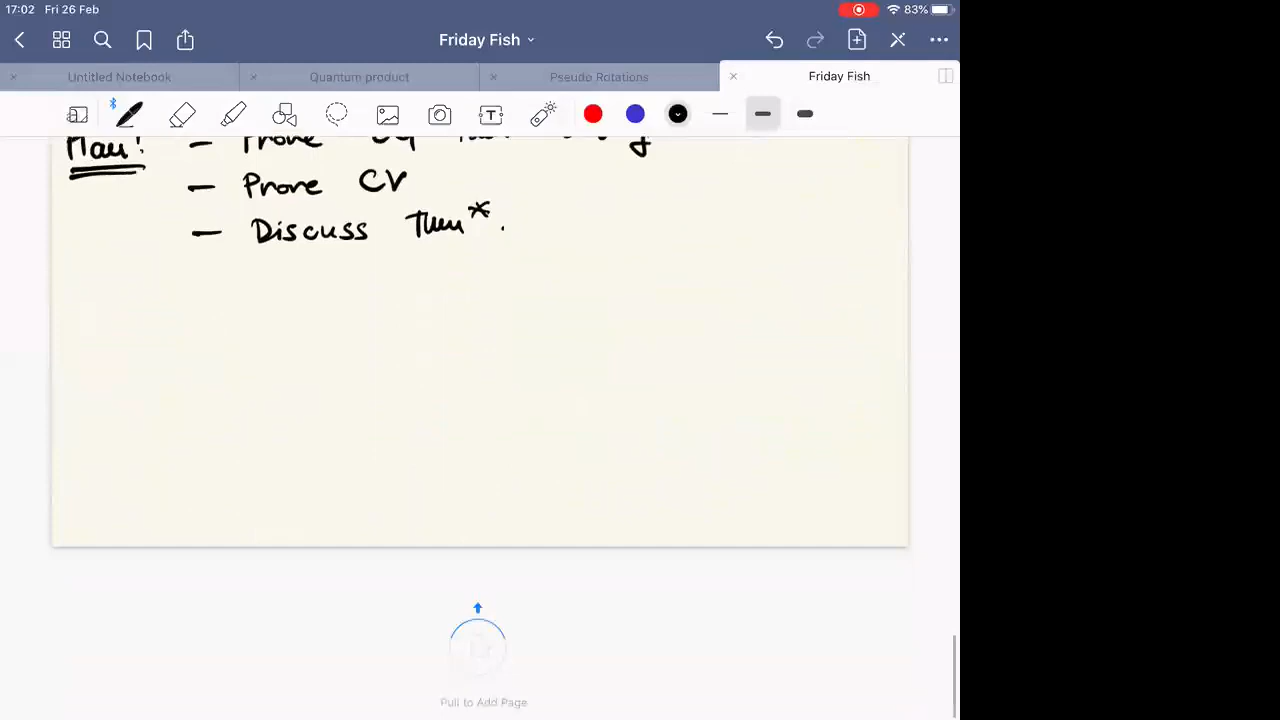 17:02 Fri 26 Feb 83%
Friday Fish
Untitled Notebook Quantum product Pseudo Rotations Friday Fish
Plan! – Prove
– Prove CV
– Discuss Thm*.
Pull to Add Page